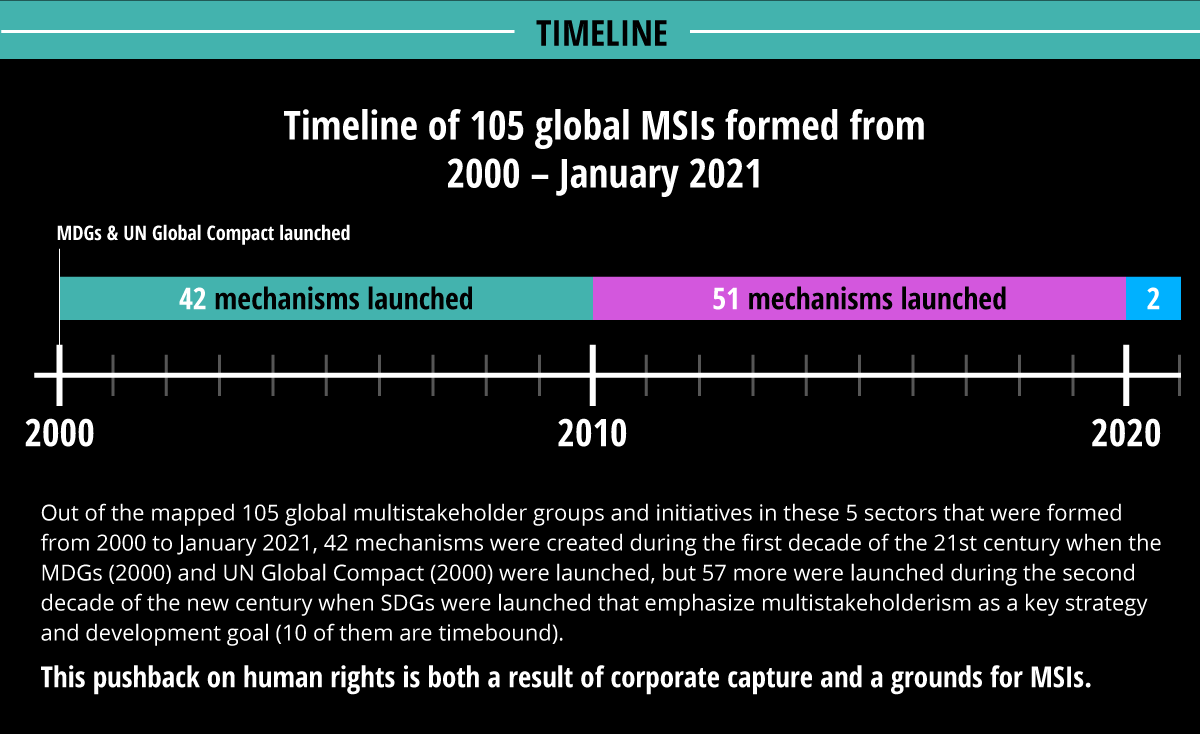 TIMELINE
Timeline of 105 global MSIs formed from
2000 – January 2021
MDGs & UN Global Compact launched
42 mechanisms launched
51 mechanisms launched
2
2000
2010
2020
Out of the mapped 105 global multistakeholder groups and initiatives in these 5 sectors that were formed
from 2000 to January 2021, 42 mechanisms were created during the first decade of the 21st century when the
MDGs (2000) and UN Global Compact (2000) were launched, but 57 more were launched during the second
decade of the new century when SDGs were launched that emphasize multistakeholderism as a key strategy
and development goal (10 of them are timebound).
This pushback on human rights is both a result of corporate capture and a grounds for MSIs.